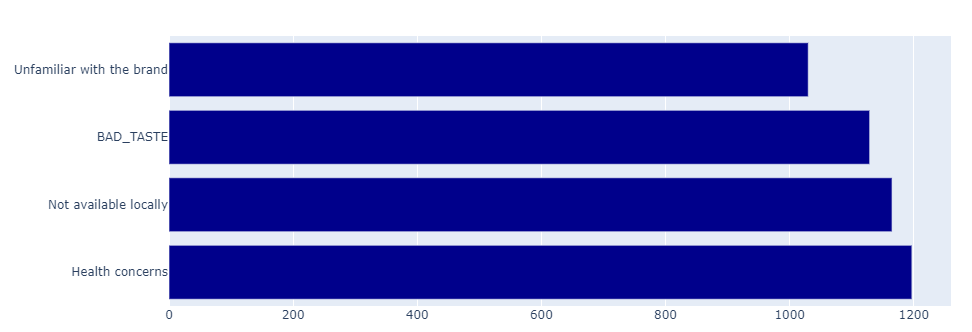 Unfamiliar with the brand
BAD_TASTE
Not available locally
Health concerns
0 200 400 600 800 1000 1200